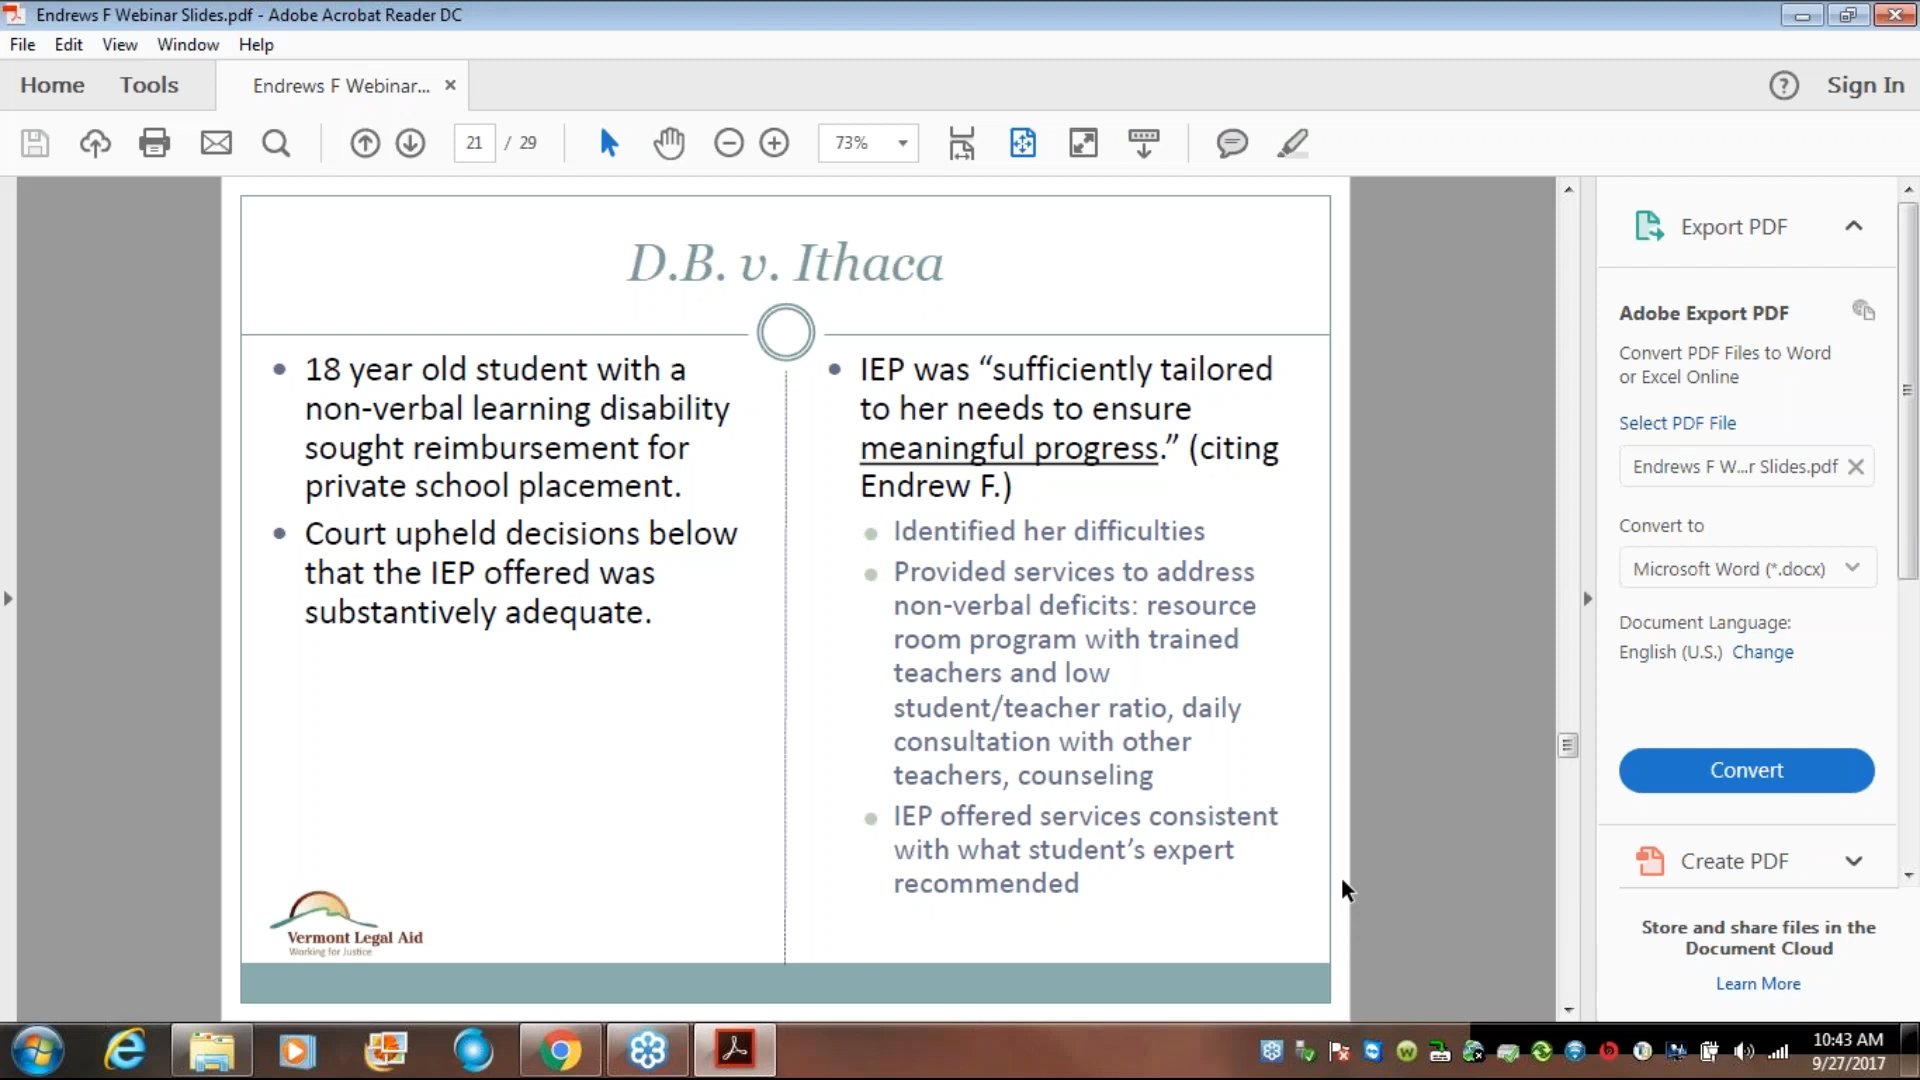 Endrews F Webinar Slides.pdf - Adobe Acrobat Reader DC
File Edit View Window Help
Home Tools Endrews F Webinar... Sign In
21 / 29 73%
D.B. v. Ithaca
18 year old student with a
non-verbal learning disability
sought reimbursement for
private school placement.
Court upheld decisions below
that the IEP offered was
substantively adequate.
IEP was “sufficiently tailored
to her needs to ensure
meaningful progress.” (citing
Endrew F.)
Identified her difficulties
Provided services to address
non-verbal deficits: resource
room program with trained
teachers and low
student/teacher ratio, daily
consultation with other
teachers, counseling
IEP offered services consistent
with what student’s expert
recommended
Vermont Legal Aid
Working for Justice
Export PDF
Adobe Export PDF
Convert PDF Files to Word
or Excel Online
Select PDF File
Endrews F W...r Slides.pdf
Convert to
Microsoft Word (*.docx)
Document Language:
English (U.S.) Change
Convert
Create PDF
Store and share files in the
Document Cloud
Learn More
10:43 AM
9/27/2017